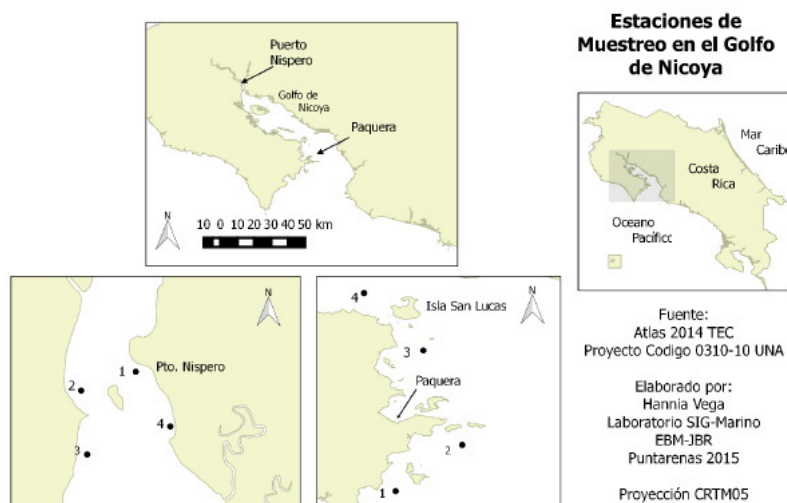 Estaciones de
Muestreo en el Golfo
de Nicoya
Puerto
Nispero
Golfo de
Nicoya
Paquera
N
10 0 10 20 30 40 50 km
Mar
Caribe
Costa
Rica
Oceano
Pacífico
N
1
Pto. Nispero
2
4
3
N
4
Isla San Lucas
3
Paquera
2
1
Fuente:
Atlas 2014 TEC
Proyecto Codigo 0310-10 UNA
Elaborado por:
Hannia Vega
Laboratorio SIG-Marino
EBM-JBR
Puntarenas 2015
Proyección CRTM05